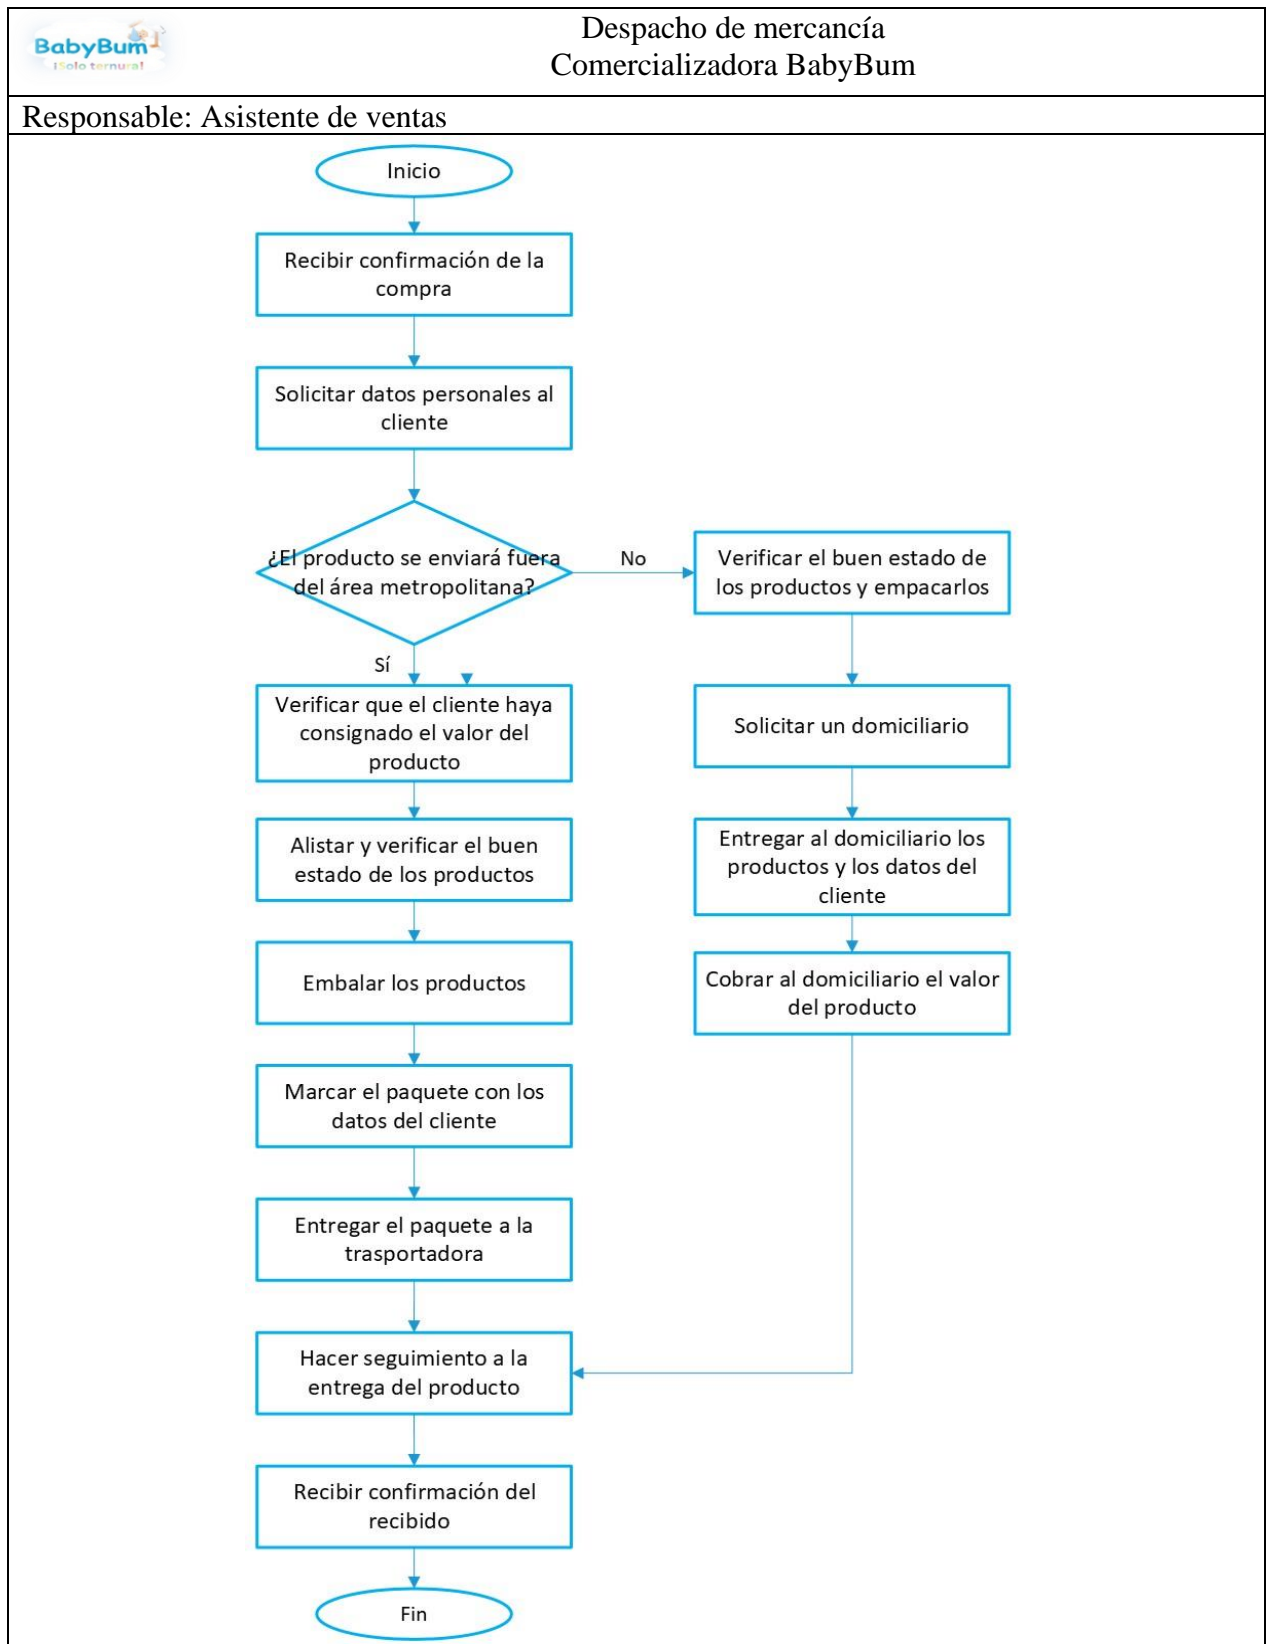 BabyBum
¡Solo ternura!
Despacho de mercancía
Comercializadora BabyBum
Responsable: Asistente de ventas
Inicio
Recibir confirmación de la
compra
Solicitar datos personales al
cliente
¿El producto se enviará fuera
del área metropolitana?
No
Verificar el buen estado de
los productos y empacarlos
Sí
Verificar que el cliente haya
consignado el valor del
producto
Solicitar un domiciliario
Alistar y verificar el buen
estado de los productos
Entregar al domiciliario los
productos y los datos del
cliente
Embalar los productos
Cobrar al domiciliario el valor
del producto
Marcar el paquete con los
datos del cliente
Entregar el paquete a la
trasportadora
Hacer seguimiento a la
entrega del producto
Recibir confirmación del
recibido
Fin